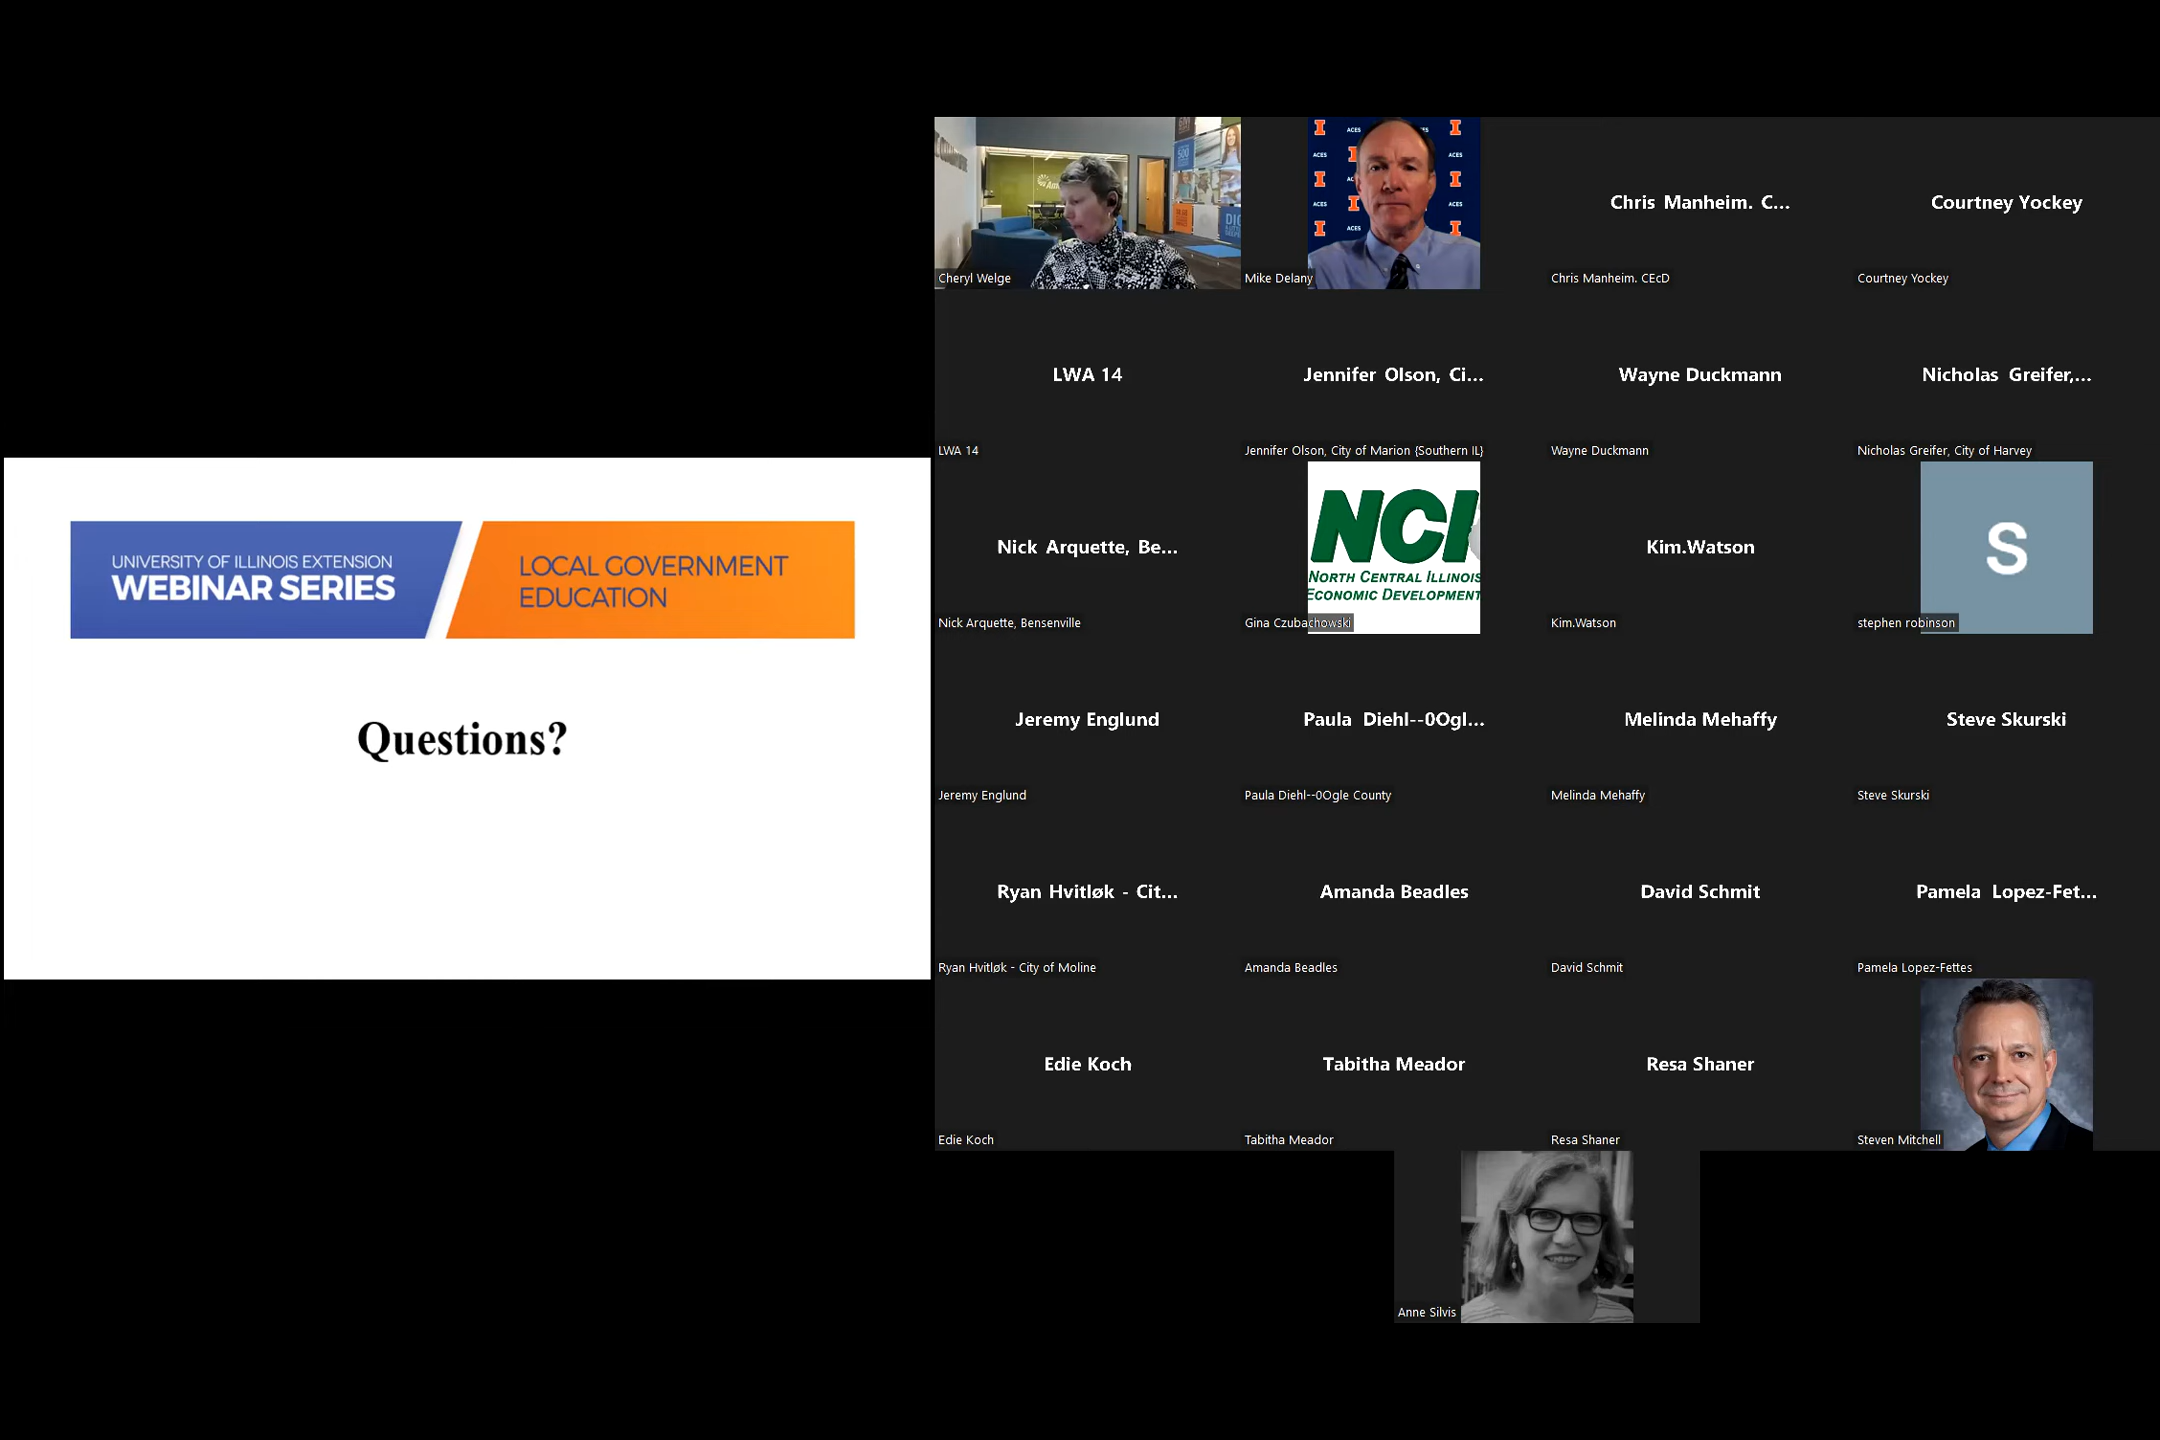 UNIVERSITY OF ILLINOIS EXTENSION
WEBINAR SERIES
LOCAL GOVERNMENT
EDUCATION
Questions?
Cheryl Welge
ACES
ACES
ACES
ACES
ACES
ACES
Mike Delany
Chris Manheim. C...
Chris Manheim. CEcD
Courtney Yockey
Courtney Yockey
LWA 14
LWA 14
Jennifer Olson, Ci...
Jennifer Olson, City of Marion {Southern IL}
Wayne Duckmann
Wayne Duckmann
Nicholas Greifer,...
Nicholas Greifer, City of Harvey
Nick Arquette, Be...
Nick Arquette, Bensenville
NCI
NORTH CENTRAL ILLINOIS
ECONOMIC DEVELOPMENT
Gina Czubachowski
Kim.Watson
Kim.Watson
S
stephen robinson
Jeremy Englund
Jeremy Englund
Paula Diehl--0Ogl...
Paula Diehl--0Ogle County
Melinda Mehaffy
Melinda Mehaffy
Steve Skurski
Steve Skurski
Ryan Hvitløk - Cit...
Ryan Hvitløk - City of Moline
Amanda Beadles
Amanda Beadles
David Schmit
David Schmit
Pamela Lopez-Fet...
Pamela Lopez-Fettes
Edie Koch
Edie Koch
Tabitha Meador
Tabitha Meador
Resa Shaner
Resa Shaner
Steven Mitchell
Anne Silvis